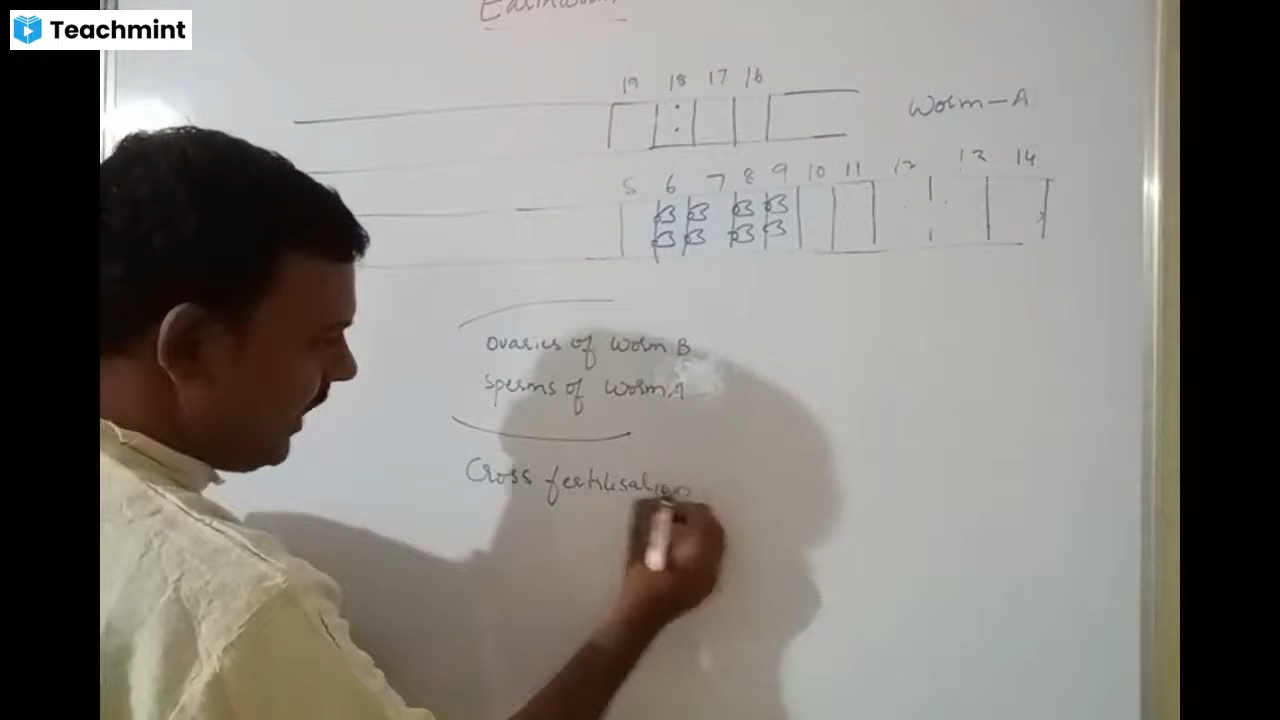 Teachmint
Earthworm
19 18 17 16
Worm-A
5 6 7 8 9 10 11 12 13 14
Ovaries of Worm B
Sperms of Worm A
Cross fertilisation